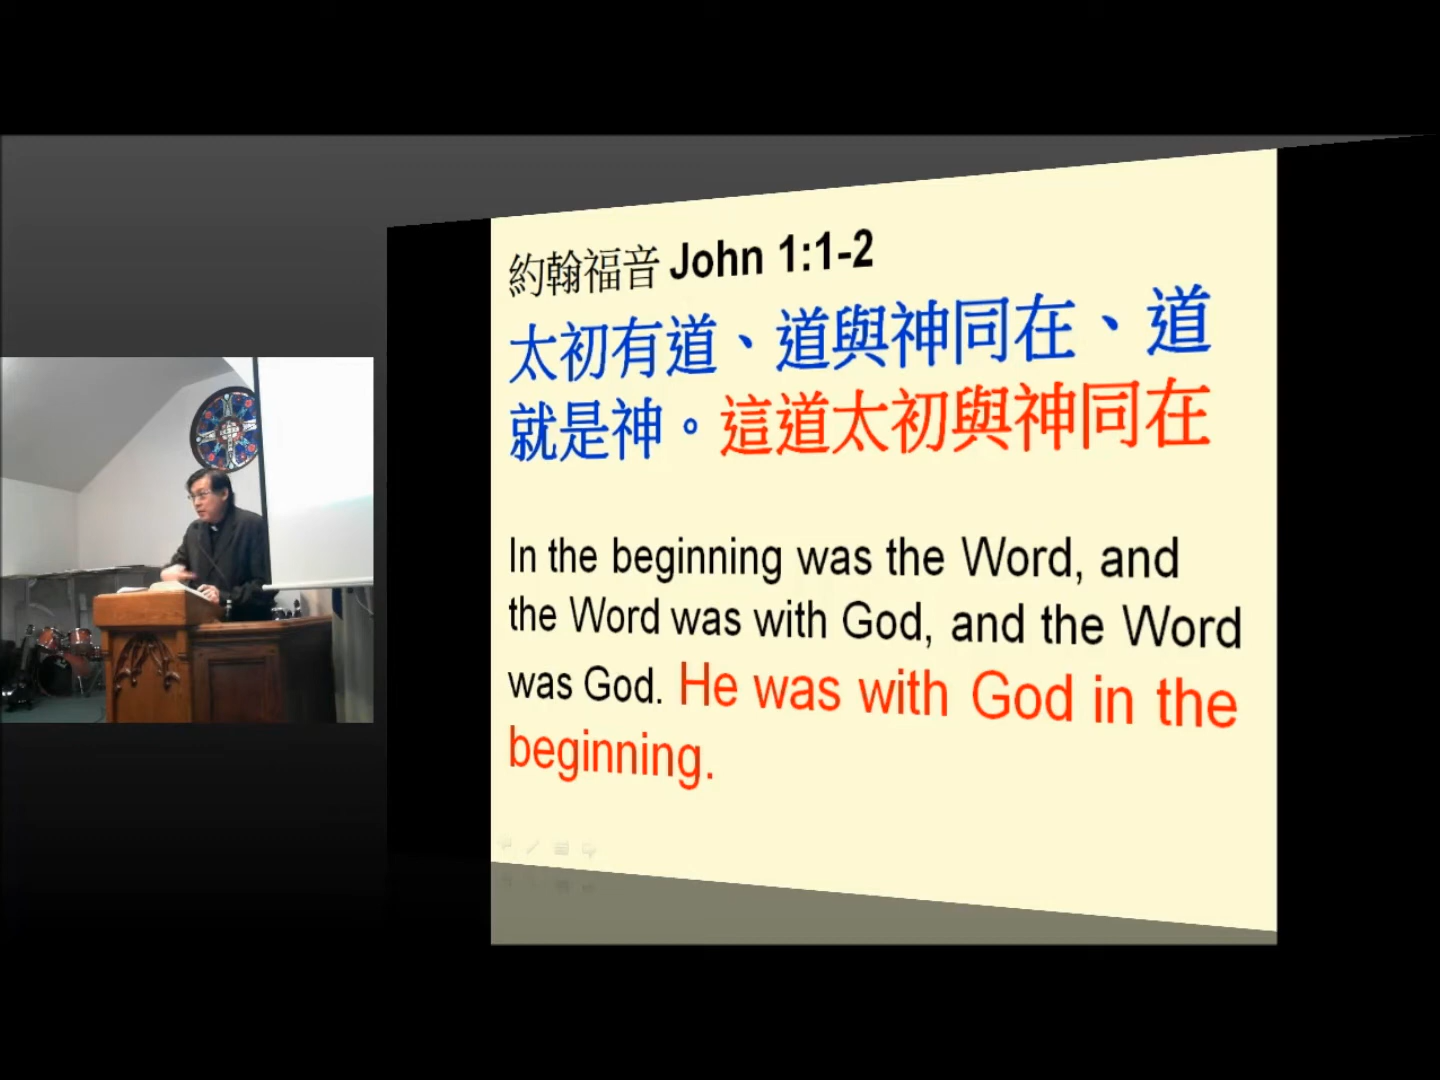 約翰福音 John 1:1-2
太初有道、道與神同在、道
就是神。這道太初與神同在
In the beginning was the Word, and
the Word was with God, and the Word
was God. He was with God in the
beginning.